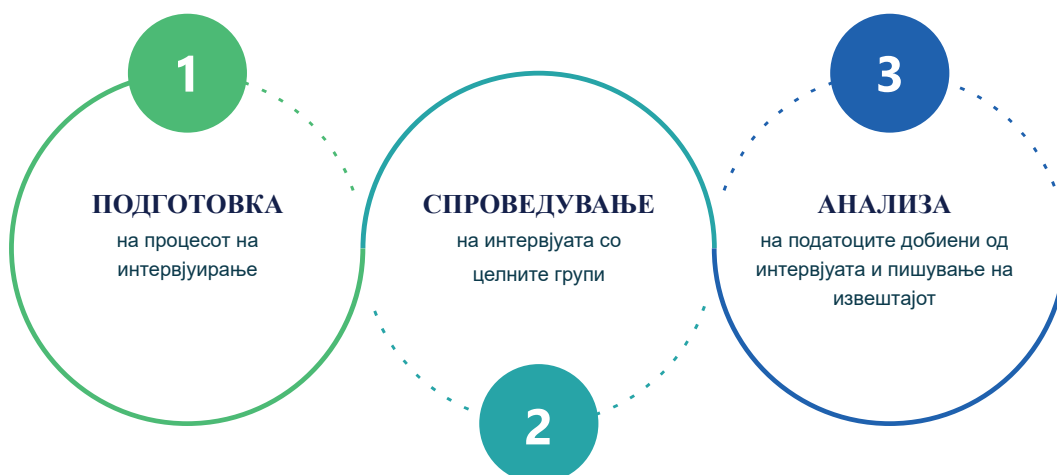 1
ПОДГОТОВКА
на процесот на
интервјуирање
2
СПРОВЕДУВАЊЕ
на интервјуата со
целните групи
3
АНАЛИЗА
на податоците добиени од
интервјуата и пишување на
извештајот